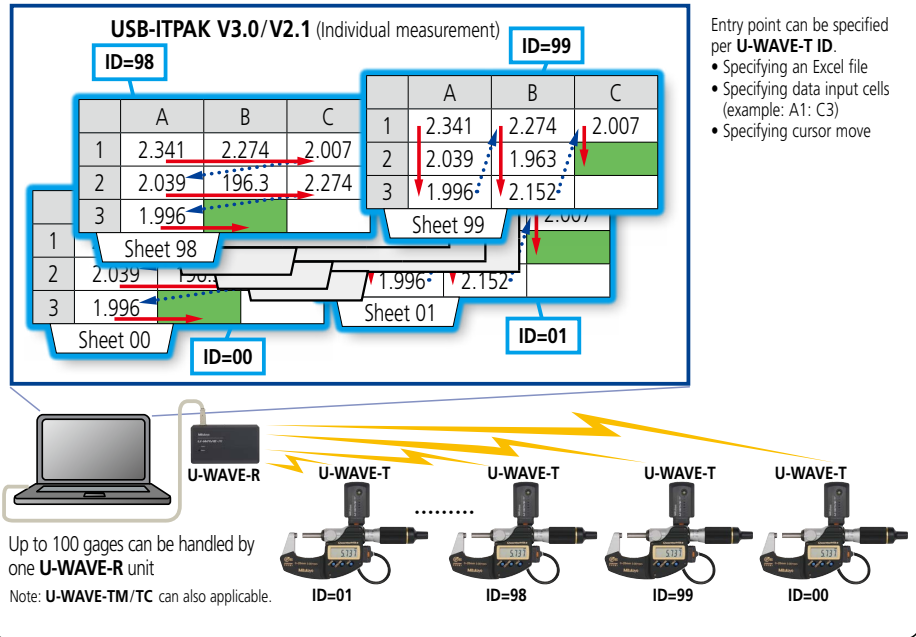 USB-ITPAK V3.0/V2.1 (Individual measurement)
ID=98
ID=99
A B C
1 2.341 2.274 2.007
2 2.039 196.3 2.274
3 1.996
Sheet 98
A B C
1 2.341 2.274 2.007
2 2.039 1.963
3 1.996 2.152
Sheet 99
1
2 2.039
3 1.996
Sheet 00
ID=00
2.007
1.996 2.152
Sheet 01
ID=01
Entry point can be specified
per U-WAVE-T ID.
• Specifying an Excel file
• Specifying data input cells
(example: A1: C3)
• Specifying cursor move
U-WAVE-R
U-WAVE-T U-WAVE-T U-WAVE-T U-WAVE-T
.........
Mitutoyo Mitutoyo Mitutoyo Mitutoyo
ID=01 ID=98 ID=99 ID=00
Up to 100 gages can be handled by
one U-WAVE-R unit
Note: U-WAVE-TM/TC can also applicable.